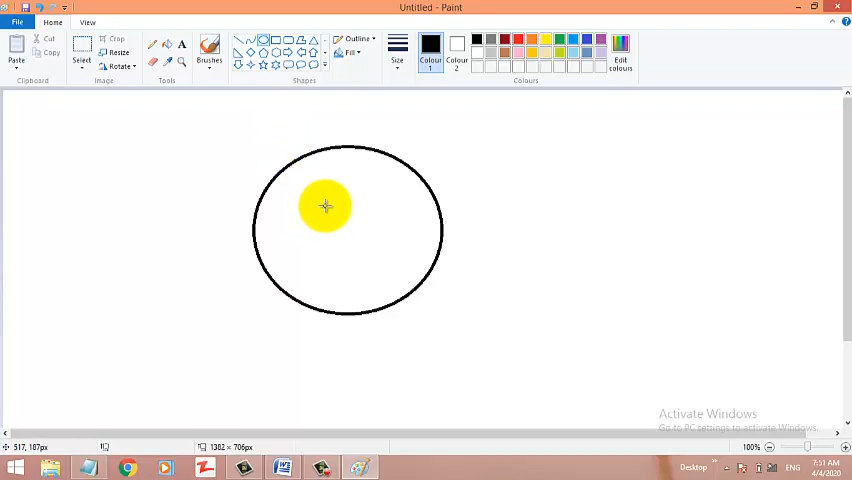 Untitled - Paint
File
Home
View
Paste
Cut
Copy
Clipboard
Select
Crop
Resize
Rotate
Image
A
Tools
Brushes
Outline
Fill
Shapes
Size
Colour
1
Colour
2
Edit
colours
Colours
Activate Windows
Go to PC settings to activate Windows.
517, 187px
1382 × 706px
100%
Desktop
ENG
7:51 AM
4/4/2020